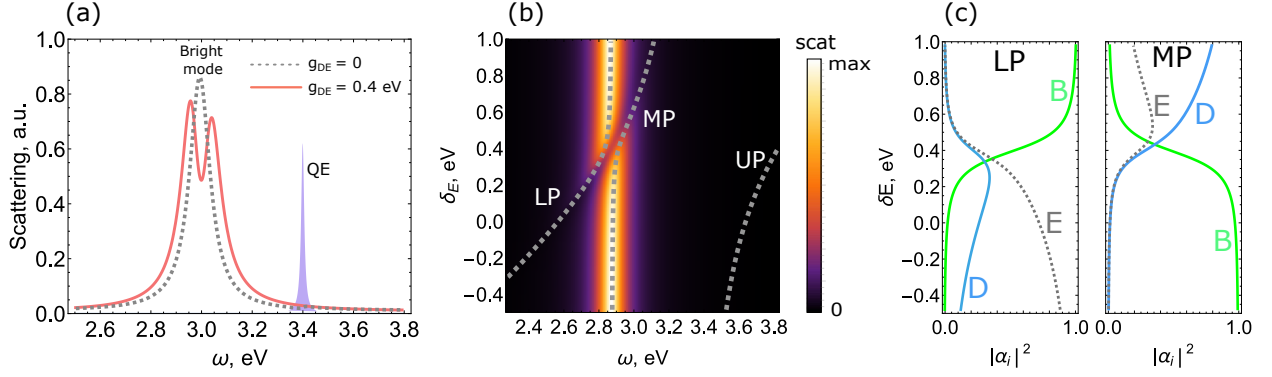 (a)
Scattering, a.u.
1.0
0.8
0.6
0.4
0.2
0.0
Bright
mode
g_DE = 0
g_DE = 0.4 eV
QE
2.6 2.8 3.0 3.2 3.4 3.6 3.8
ω, eV
(b)
δ_E, eV
1.0
0.8
0.6
0.4
0.2
0.0
−0.2
−0.4
LP
MP
UP
2.4 2.6 2.8 3.0 3.2 3.4 3.6 3.8
ω, eV
scat
max
0
(c)
δE, eV
1.0
0.8
0.6
0.4
0.2
0.0
-0.2
-0.4
LP
B
E
D
0.0 1.0
|α_i|²
MP
E
D
B
0.0 1.0
|α_i|²